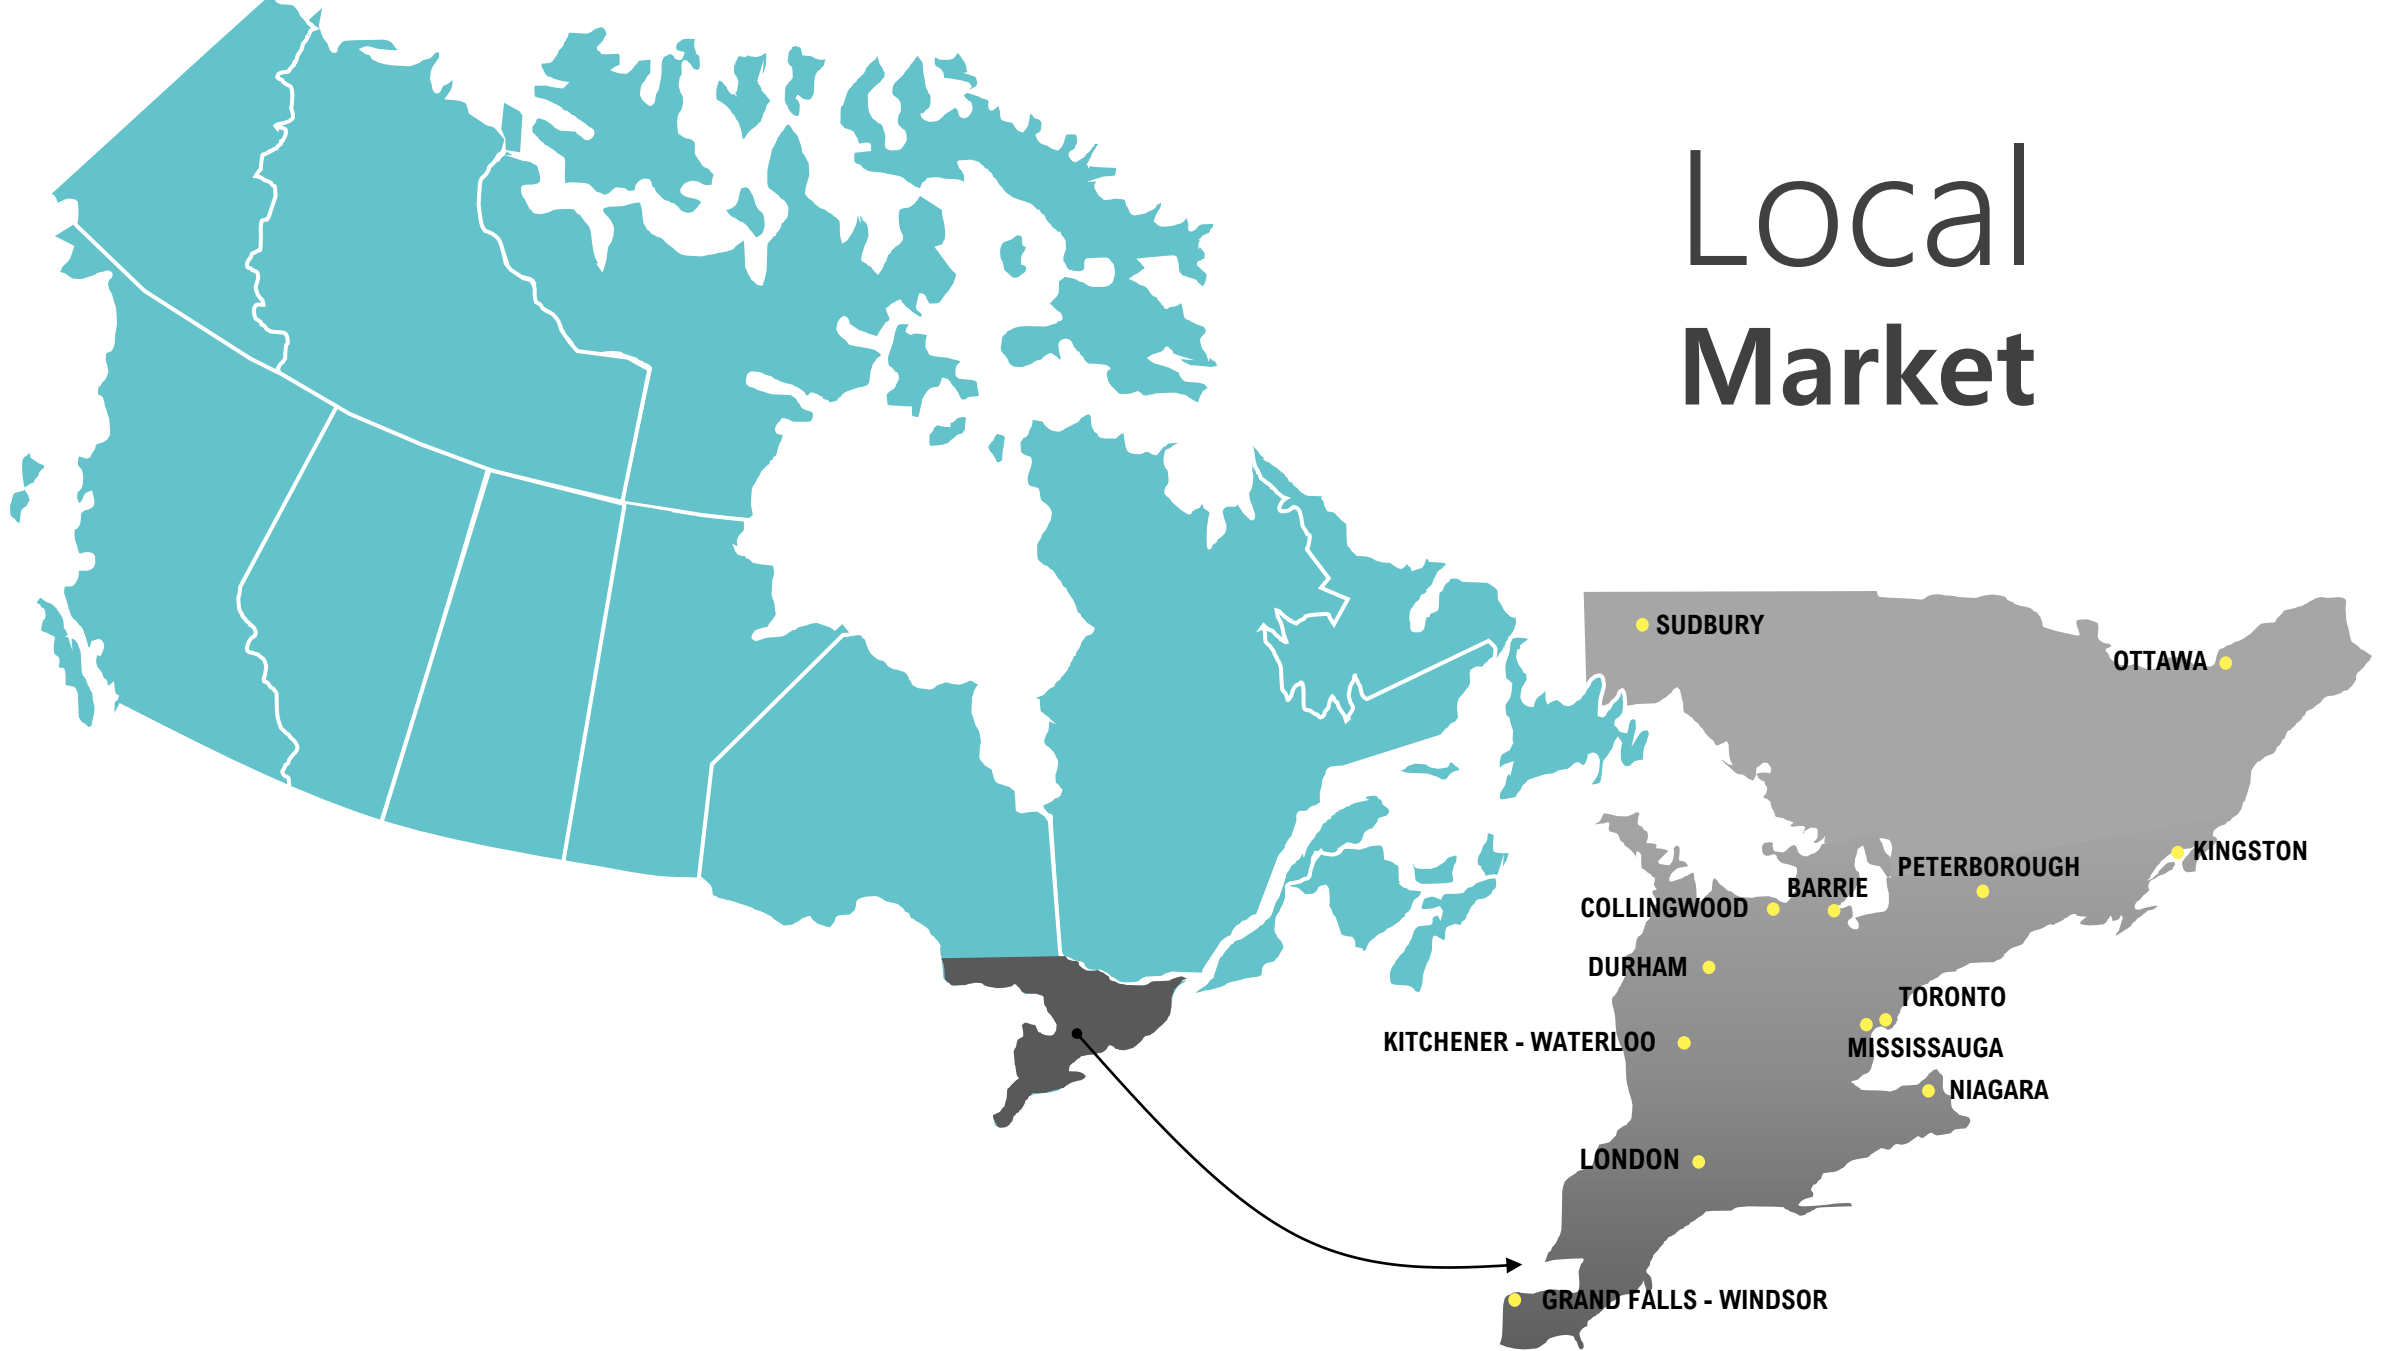 Local
Market
SUDBURY
OTTAWA
KINGSTON
PETERBOROUGH
BARRIE
COLLINGWOOD
DURHAM
TORONTO
KITCHENER - WATERLOO
MISSISSAUGA
NIAGARA
LONDON
GRAND FALLS - WINDSOR